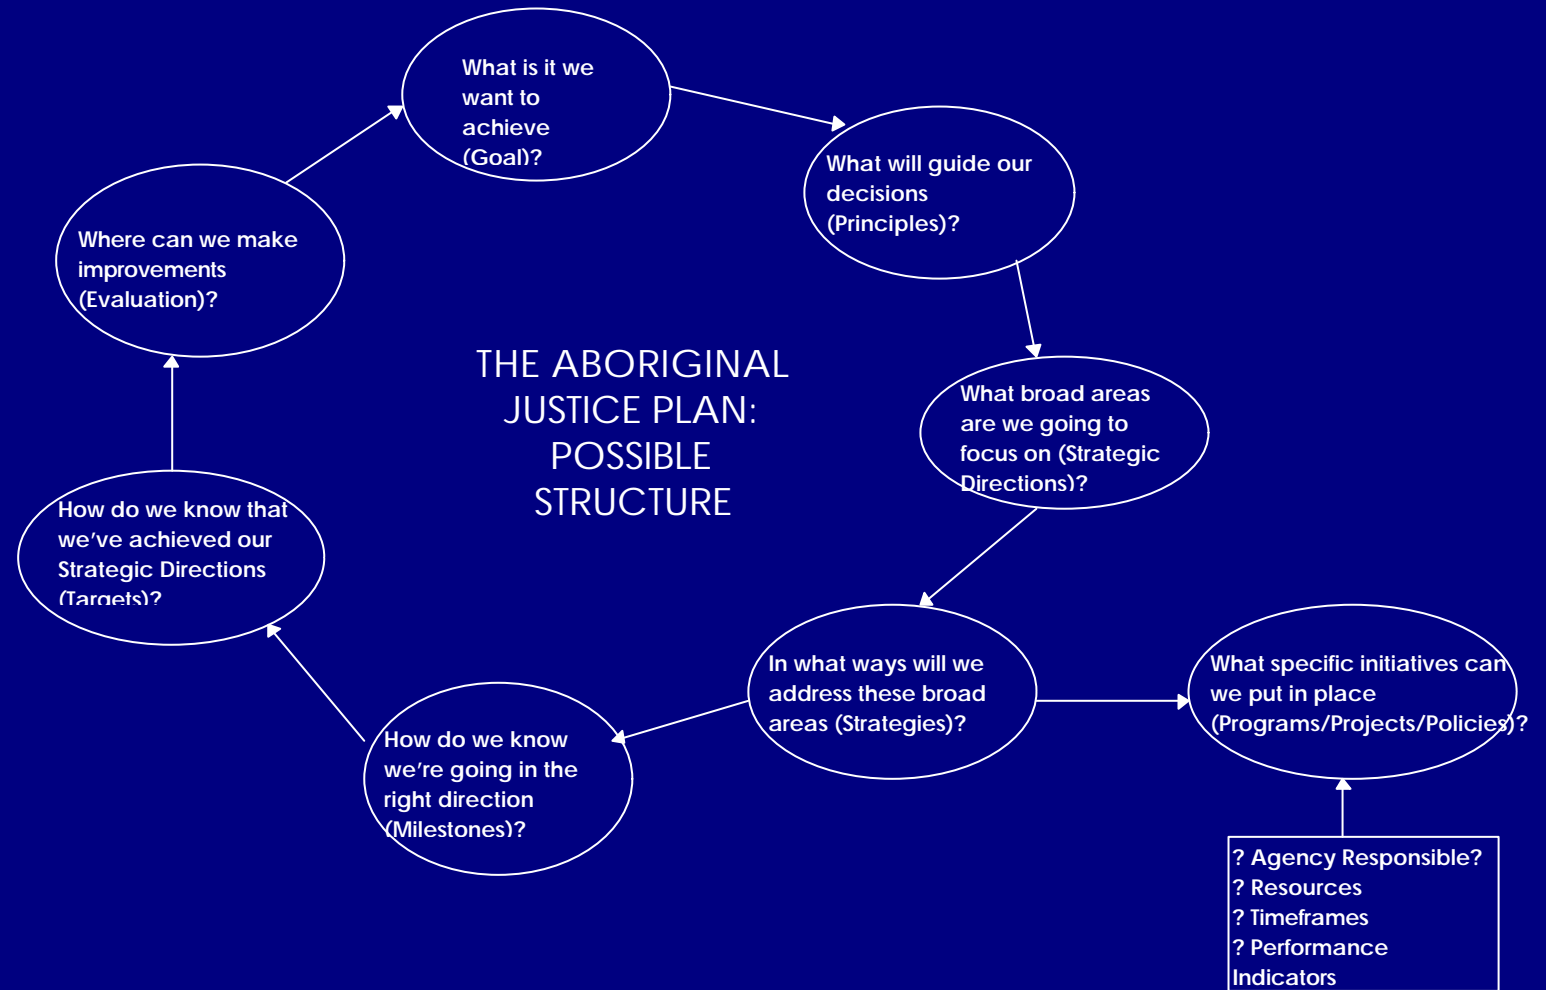 What is it we
want to
achieve
(Goal)?
What will guide our
decisions
(Principles)?
What broad areas
are we going to
focus on (Strategic
Directions)?
In what ways will we
address these broad
areas (Strategies)?
What specific initiatives can
we put in place
(Programs/Projects/Policies)?
? Agency Responsible?
? Resources
? Timeframes
? Performance
Indicators
How do we know
we're going in the
right direction
(Milestones)?
How do we know that
we've achieved our
Strategic Directions
(Targets)?
Where can we make
improvements
(Evaluation)?
THE ABORIGINAL
JUSTICE PLAN:
POSSIBLE
STRUCTURE